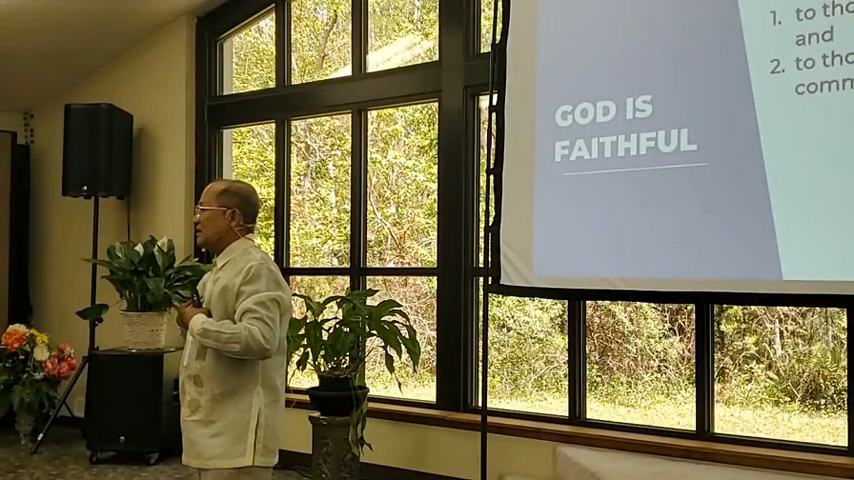 GOD IS
FAITHFUL
1. to tho
and
2. to tho
comm